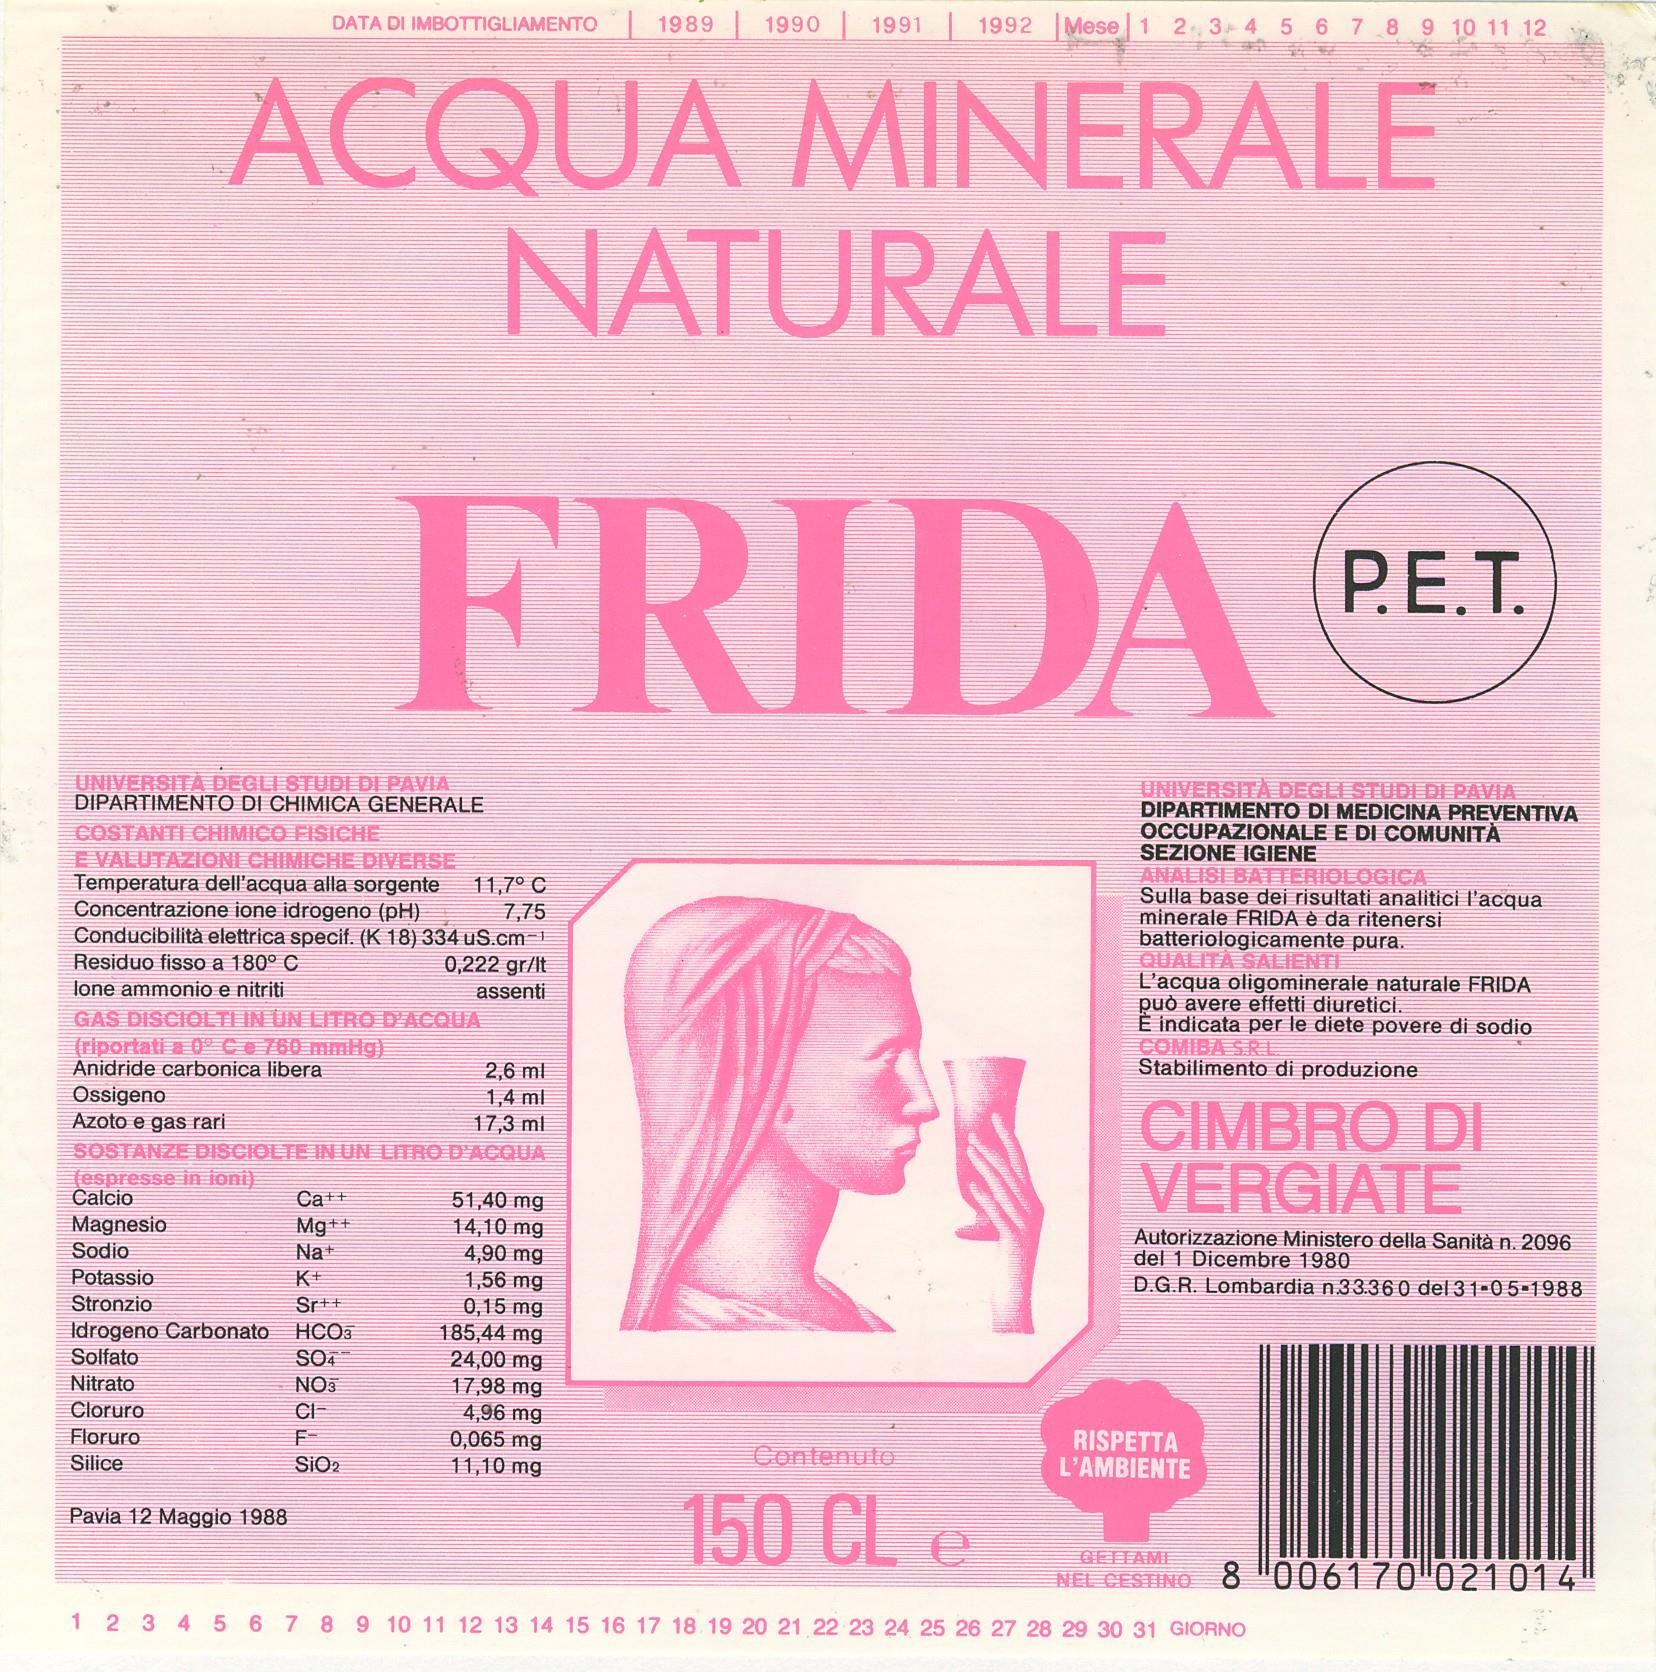 DATA DI IMBOTTIGLIAMENTO | 1989 | 1990 | 1991 | 1992 | Mese | 1 2 3 4 5 6 7 8 9 10 11 12
ACQUA MINERALE
NATURALE
FRIDA
P.E.T.
UNIVERSITÀ DEGLI STUDI DI PAVIA
DIPARTIMENTO DI CHIMICA GENERALE
COSTANTI CHIMICO FISICHE
E VALUTAZIONI CHIMICHE DIVERSE
Temperatura dell'acqua alla sorgente 11,7° C
Concentrazione ione idrogeno (pH) 7,75
Conducibilità elettrica specif. (K 18) 334 uS.cm⁻¹
Residuo fisso a 180° C 0,222 gr/lt
Ione ammonio e nitriti assenti
GAS DISCIOLTI IN UN LITRO D'ACQUA
(riportati a 0° C e 760 mmHg)
Anidride carbonica libera 2,6 ml
Ossigeno 1,4 ml
Azoto e gas rari 17,3 ml
SOSTANZE DISCIOLTE IN UN LITRO D'ACQUA
(espresse in ioni)
Calcio Ca⁺⁺ 51,40 mg
Magnesio Mg⁺⁺ 14,10 mg
Sodio Na⁺ 4,90 mg
Potassio K⁺ 1,56 mg
Stronzio Sr⁺⁺ 0,15 mg
Idrogeno Carbonato HCO₃⁻ 185,44 mg
Solfato SO₄⁻⁻ 24,00 mg
Nitrato NO₃⁻ 17,98 mg
Cloruro Cl⁻ 4,96 mg
Floruro F⁻ 0,065 mg
Silice SiO₂ 11,10 mg
Pavia 12 Maggio 1988
Contenuto
150 CL e
UNIVERSITÀ DEGLI STUDI DI PAVIA
DIPARTIMENTO DI MEDICINA PREVENTIVA
OCCUPAZIONALE E DI COMUNITÀ
SEZIONE IGIENE
ANALISI BATTERIOLOGICA
Sulla base dei risultati analitici l'acqua
minerale FRIDA è da ritenersi
batteriologicamente pura.
QUALITÀ SALIENTI
L'acqua oligominerale naturale FRIDA
può avere effetti diuretici.
È indicata per le diete povere di sodio
COMIBA S.R.L.
Stabilimento di produzione
CIMBRO DI
VERGIATE
Autorizzazione Ministero della Sanità n. 2096
del 1 Dicembre 1980
D.G.R. Lombardia n.33.360 del 31-05-1988
RISPETTA
L'AMBIENTE
GETTAMI
NEL CESTINO
8 006170 021014
1 2 3 4 5 6 7 8 9 10 11 12 13 14 15 16 17 18 19 20 21 22 23 24 25 26 27 28 29 30 31 GIORNO